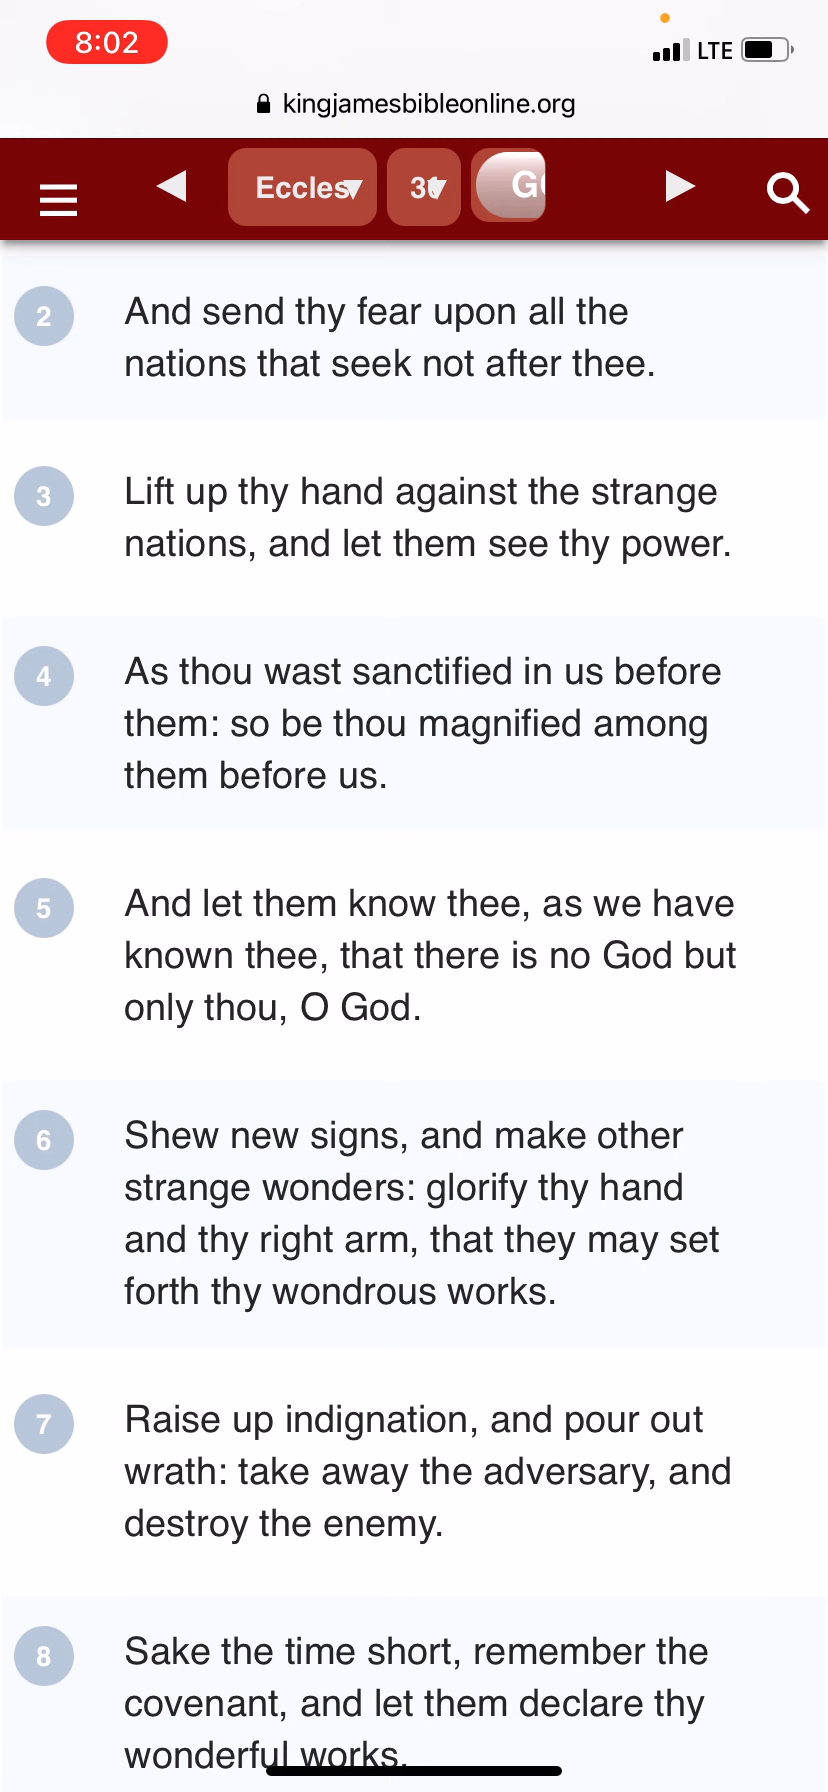 8:02
LTE
kingjamesbibleonline.org
Eccles
G
2
And send thy fear upon all the
nations that seek not after thee.
3
Lift up thy hand against the strange
nations, and let them see thy power.
4
As thou wast sanctified in us before
them: so be thou magnified among
them before us.
5
And let them know thee, as we have
known thee, that there is no God but
only thou, O God.
6
Shew new signs, and make other
strange wonders: glorify thy hand
and thy right arm, that they may set
forth thy wondrous works.
7
Raise up indignation, and pour out
wrath: take away the adversary, and
destroy the enemy.
8
Sake the time short, remember the
covenant, and let them declare thy
wonderful works.